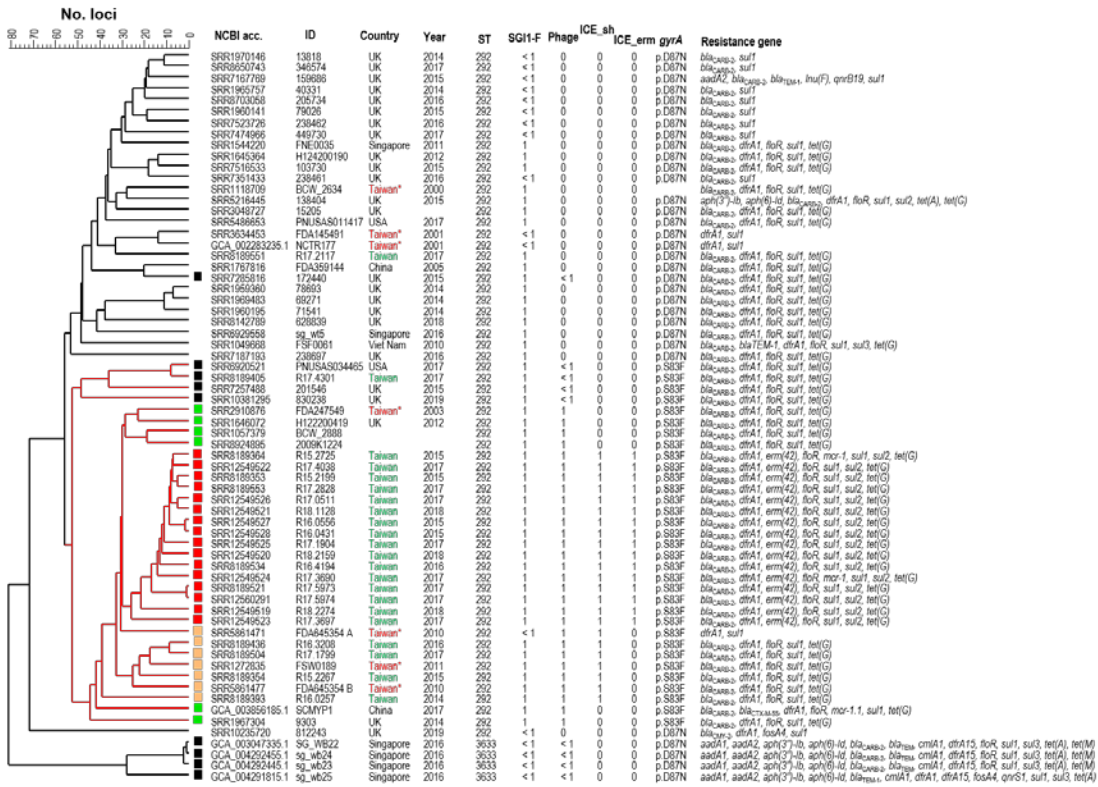 No. loci
80 70 60 50 40 30 20 10 0
NCBI acc. ID Country Year ST SGI1-F Phage ICE_sh ICE_erm gyrA Resistance gene
SRR1970146 13818 UK 2014 292 <1 0 0 0 p.D87N blaCARB-2, sul1
SRR8650743 346574 UK 2017 292 <1 0 0 0 p.D87N blaCARB-2, sul1
SRR7167769 159686 UK 2015 292 <1 0 0 0 p.D87N aadA2, blaCARB-2, blaTEM-1, lnu(F), qnrB19, sul1
SRR1965757 40331 UK 2014 292 <1 0 0 0 p.D87N blaCARB-2, sul1
SRR8703058 205734 UK 2016 292 <1 0 0 0 p.D87N blaCARB-2, sul1
SRR1960141 79026 UK 2015 292 <1 0 0 0 p.D87N blaCARB-2, sul1
SRR7523726 238462 UK 2016 292 <1 0 0 0 p.D87N blaCARB-2, sul1
SRR7474966 449730 UK 2017 292 <1 0 0 0 p.D87N blaCARB-2, sul1
SRR1544220 FNE0035 Singapore 2011 292 1 0 0 0 p.D87N blaCARB-2, dfrA1, floR, sul1, tet(G)
SRR1645364 H124200190 UK 2012 292 1 0 0 0 p.D87N blaCARB-2, dfrA1, floR, sul1, tet(G)
SRR7516533 103730 UK 2015 292 1 0 0 0 p.D87N blaCARB-2, dfrA1, floR, sul1, tet(G)
SRR7351433 238461 UK 2016 292 <1 0 0 0 p.D87N blaCARB-2, sul1
SRR1118709 BCW_2634 Taiwan* 2000 292 1 0 0 0 blaCARB-2, dfrA1, floR, sul1, tet(G)
SRR5216445 138404 UK 2015 292 1 0 0 0 p.D87N aph(3")-Ib, aph(6)-Id, blaCARB-2, dfrA1, floR, sul1, sul2, tet(A), tet(G)
SRR3048727 15205 UK 292 1 0 0 0 p.D87N blaCARB-2, dfrA1, floR, sul1, tet(G)
SRR5486653 PNUSAS011417 USA 2017 292 1 0 0 0 p.D87N blaCARB-2, dfrA1, floR, sul1, tet(G)
SRR3634453 FDA145491 Taiwan* 2001 292 <1 0 0 0 p.D87N dfrA1, sul1
GCA_002283235.1 NCTR177 Taiwan* 2001 292 <1 0 0 0 p.D87N dfrA1, sul1
SRR8189551 R17.2117 Taiwan 2017 292 1 0 0 0 p.D87N blaCARB-2, dfrA1, floR, sul1, tet(G)
SRR1767816 FDA359144 China 2005 292 1 0 0 0 p.D87N blaCARB-2, dfrA1, floR, sul1, tet(G)
SRR7285816 172440 UK 2015 292 1 <1 0 0 p.D87N blaCARB-2, dfrA1, floR, sul1, tet(G)
SRR1959360 78693 UK 2014 292 1 0 0 0 p.D87N blaCARB-2, dfrA1, floR, sul1, tet(G)
SRR1969483 69271 UK 2014 292 1 0 0 0 p.D87N blaCARB-2, dfrA1, floR, sul1, tet(G)
SRR1960195 71541 UK 2014 292 1 0 0 0 p.D87N blaCARB-2, dfrA1, floR, sul1, tet(G)
SRR8142789 628839 UK 2018 292 1 0 0 0 p.D87N blaCARB-2, dfrA1, floR, sul1, tet(G)
SRR6929558 sg_wt5 Singapore 2016 292 1 0 0 0 p.D87N blaCARB-2, dfrA1, floR, sul1, tet(G)
SRR1049668 FSF0061 Viet Nam 2010 292 1 0 0 0 p.D87N blaCARB-2, blaTEM-1, dfrA1, floR, sul1, sul3, tet(G)
SRR7187193 238697 UK 2016 292 1 0 0 0 p.D87N blaCARB-2, dfrA1, floR, sul1, tet(G)
SRR6920521 PNUSAS034465 USA 2017 292 1 <1 0 0 p.S83F blaCARB-2, dfrA1, floR, sul1, tet(G)
SRR8189405 R17.4301 Taiwan 2017 292 1 <1 0 0 p.S83F blaCARB-2, dfrA1, floR, sul1, tet(G)
SRR7257488 201546 UK 2015 292 1 <1 0 0 p.S83F blaCARB-2, dfrA1, floR, sul1, tet(G)
SRR10381295 830238 UK 2019 292 1 <1 0 0 p.S83F blaCARB-2, dfrA1, floR, sul1, tet(G)
SRR2910876 FDA247549 Taiwan* 2003 292 1 1 0 0 p.S83F blaCARB-2, dfrA1, floR, sul1, tet(G)
SRR1646072 H122200419 UK 2012 292 1 1 0 0 p.S83F blaCARB-2, dfrA1, floR, sul1, tet(G)
SRR1057379 BCW_2888 292 1 1 0 0 p.S83F blaCARB-2, dfrA1, floR, sul1, tet(G)
SRR8924895 2009K1224 292 1 1 0 0 p.S83F blaCARB-2, dfrA1, floR, sul1, tet(G)
SRR8189364 R15.2725 Taiwan 2015 292 1 1 1 1 p.S83F blaCARB-2, dfrA1, erm(42), floR, mcr-1, sul1, sul2, tet(G)
SRR12549522 R17.4038 Taiwan 2017 292 1 1 1 1 p.S83F blaCARB-2, dfrA1, erm(42), floR, sul1, sul2, tet(G)
SRR8189353 R15.2199 Taiwan 2015 292 1 1 1 1 p.S83F blaCARB-2, dfrA1, erm(42), floR, sul1, sul2, tet(G)
SRR8189553 R17.2828 Taiwan 2017 292 1 1 1 1 p.S83F blaCARB-2, dfrA1, erm(42), floR, sul1, sul2, tet(G)
SRR12549526 R17.0511 Taiwan 2017 292 1 1 1 1 p.S83F blaCARB-2, dfrA1, erm(42), floR, sul1, sul2, tet(G)
SRR12549521 R18.1128 Taiwan 2018 292 1 1 1 1 p.S83F blaCARB-2, dfrA1, erm(42), floR, sul1, sul2, tet(G)
SRR12549527 R16.0556 Taiwan 2015 292 1 1 1 1 p.S83F blaCARB-2, dfrA1, erm(42), floR, sul1, sul2, tet(G)
SRR12549528 R16.0431 Taiwan 2015 292 1 1 1 1 p.S83F blaCARB-2, dfrA1, erm(42), floR, sul1, sul2, tet(G)
SRR12549525 R17.1904 Taiwan 2017 292 1 1 1 1 p.S83F blaCARB-2, dfrA1, erm(42), floR, sul1, sul2, tet(G)
SRR12549520 R18.2159 Taiwan 2018 292 1 1 1 1 p.S83F blaCARB-2, dfrA1, erm(42), floR, sul1, sul2, tet(G)
SRR8189534 R16.4194 Taiwan 2016 292 1 1 1 1 p.S83F blaCARB-2, dfrA1, erm(42), floR, sul1, sul2, tet(G)
SRR12549524 R17.3690 Taiwan 2017 292 1 1 1 1 p.S83F blaCARB-2, dfrA1, erm(42), floR, mcr-1, sul1, sul2, tet(G)
SRR8189521 R17.5973 Taiwan 2017 292 1 1 1 1 p.S83F blaCARB-2, dfrA1, erm(42), floR, sul1, sul2, tet(G)
SRR12560291 R17.5974 Taiwan 2017 292 1 1 1 1 p.S83F blaCARB-2, dfrA1, erm(42), floR, sul1, sul2, tet(G)
SRR12549519 R18.2274 Taiwan 2018 292 1 1 1 1 p.S83F blaCARB-2, dfrA1, erm(42), floR, sul1, sul2, tet(G)
SRR12549523 R17.3697 Taiwan 2017 292 1 1 1 1 p.S83F blaCARB-2, dfrA1, erm(42), floR, sul1, sul2, tet(G)
SRR5861471 FDA645354 A Taiwan* 2010 292 <1 1 1 0 p.S83F dfrA1, sul1
SRR8189436 R16.3208 Taiwan 2016 292 1 1 1 0 p.S83F blaCARB-2, dfrA1, floR, sul1, tet(G)
SRR8189504 R17.1799 Taiwan 2017 292 1 1 1 0 p.S83F blaCARB-2, dfrA1, floR, sul1, tet(G)
SRR1272835 FSW0189 Taiwan* 2011 292 1 1 1 0 p.S83F blaCARB-2, dfrA1, floR, sul1, tet(G)
SRR8189354 R15.2267 Taiwan 2015 292 1 1 1 0 p.S83F blaCARB-2, dfrA1, floR, sul1, tet(G)
SRR5861477 FDA645354 B Taiwan* 2010 292 1 1 1 0 p.S83F blaCARB-2, dfrA1, floR, sul1, tet(G)
SRR8189393 R16.0257 Taiwan 2014 292 1 1 1 0 p.S83F blaCARB-2, dfrA1, floR, sul1, tet(G)
GCA_003856185.1 SCMYP1 China 2017 292 1 1 0 0 p.S83F blaCARB-2, blaCTX-M-55, dfrA1, floR, mcr-1.1, sul1, tet(G)
SRR1967304 9303 UK 2014 292 1 1 0 0 p.S83F blaCARB-2, dfrA1, floR, sul1, tet(G)
SRR10235720 812243 UK 2019 292 <1 0 0 0 p.D87N blaCMY-2, dfrA1, fosA4, sul1
GCA_003047335.1 SG_WB22 Singapore 2016 3633 <1 <1 0 0 p.D87N aadA1, aadA2, aph(3")-Ib, aph(6)-Id, blaCARB-2, blaTEM, cmlA1, dfrA15, floR, sul1, sul3, tet(A), tet(M)
GCA_004292455.1 sg_wb24 Singapore 2016 3633 <1 <1 0 0 p.D87N aadA1, aadA2, aph(3")-Ib, aph(6)-Id, blaCARB-2, blaTEM, cmlA1, dfrA15, floR, sul1, sul3, tet(A), tet(M)
GCA_004292445.1 sg_wb23 Singapore 2016 3633 <1 <1 0 0 p.D87N aadA1, aadA2, aph(3")-Ib, aph(6)-Id, blaCARB-2, blaTEM, cmlA1, dfrA15, floR, sul1, sul3, tet(A), tet(M)
GCA_004291815.1 sg_wb25 Singapore 2016 3633 <1 <1 0 0 p.D87N aadA1, aadA2, aph(3")-Ib, aph(6)-Id, blaTEM-1, cmlA1, dfrA1, dfrA15, fosA4, qnrS1, sul1, sul3, tet(A)